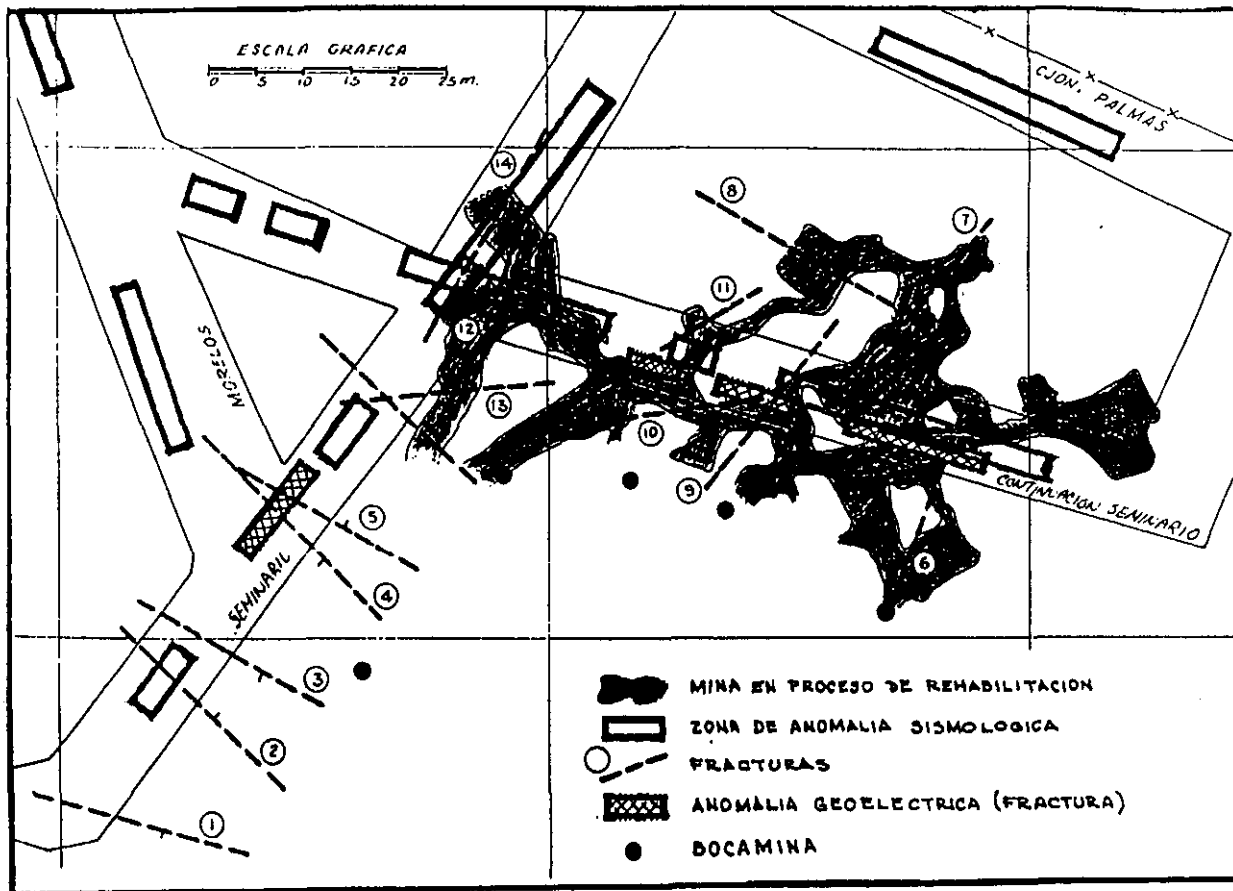 ESCALA GRAFICA
0 5 10 15 20 25 m.
CJON. PALMAS
14
8
7
11
12
MORELOS
13
10
9
5
CONTINUACION SEMINARIO
6
4
SEMINARIO
3
2
1
MINA EN PROCESO DE REHABILITACION
ZONA DE ANOMALIA SISMOLOGICA
FRACTURAS
ANOMALIA GEOELECTRICA (FRACTURA)
BOCAMINA